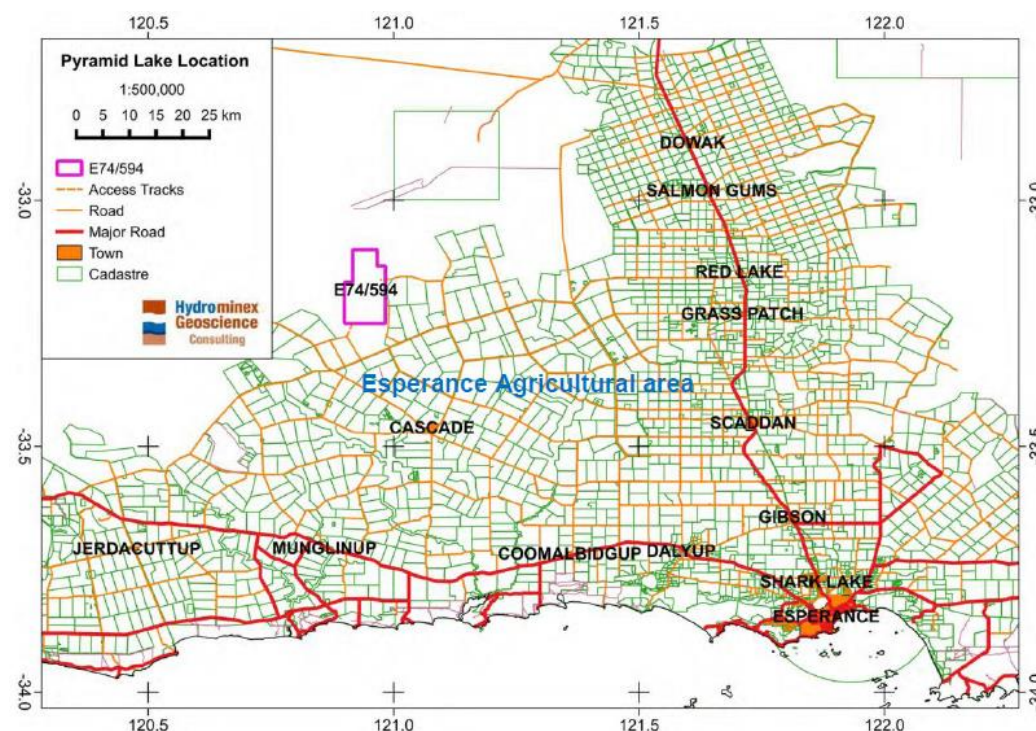 120.5 121.0 121.5 122.0
Pyramid Lake Location
1:500,000
0 5 10 15 20 25 km
E74/594
Access Tracks
Road
Major Road
Town
Cadastre
Hydrominex
Geoscience
Consulting
DOWAK
SALMON GUMS
-33.0
-33.0
RED LAKE
E74/594
GRASS PATCH
Esperance Agricultural area
SCADDAN
CASCADE
-33.5
-33.5
GIBSON
JERDACUTTUP
MUNGLINUP
COOMALBIDGUP
DALYUP
SHARK LAKE
ESPERANCE
-34.0
-34.0
120.5 121.0 121.5 122.0